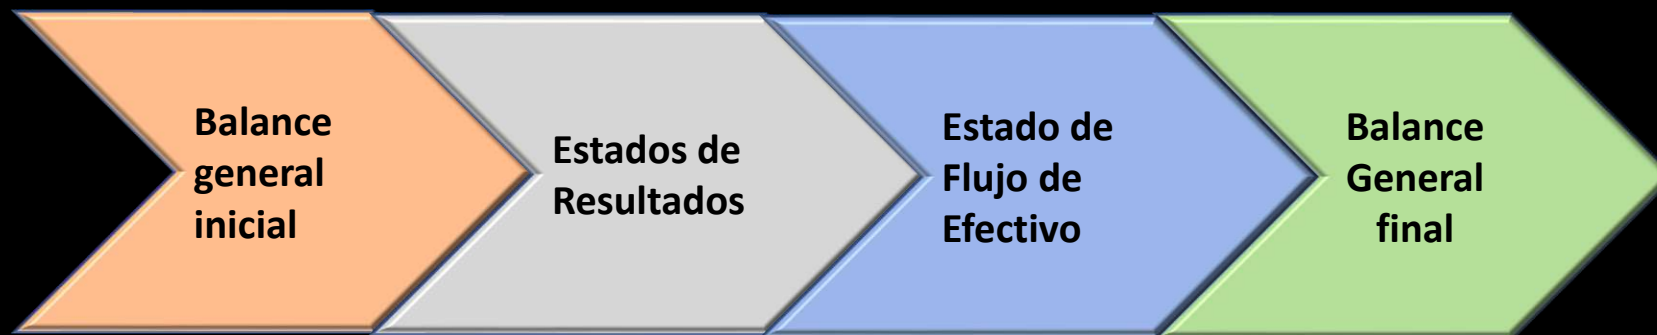 Balance
general
inicial
Estados de
Resultados
Estado de
Flujo de
Efectivo
Balance
General
final